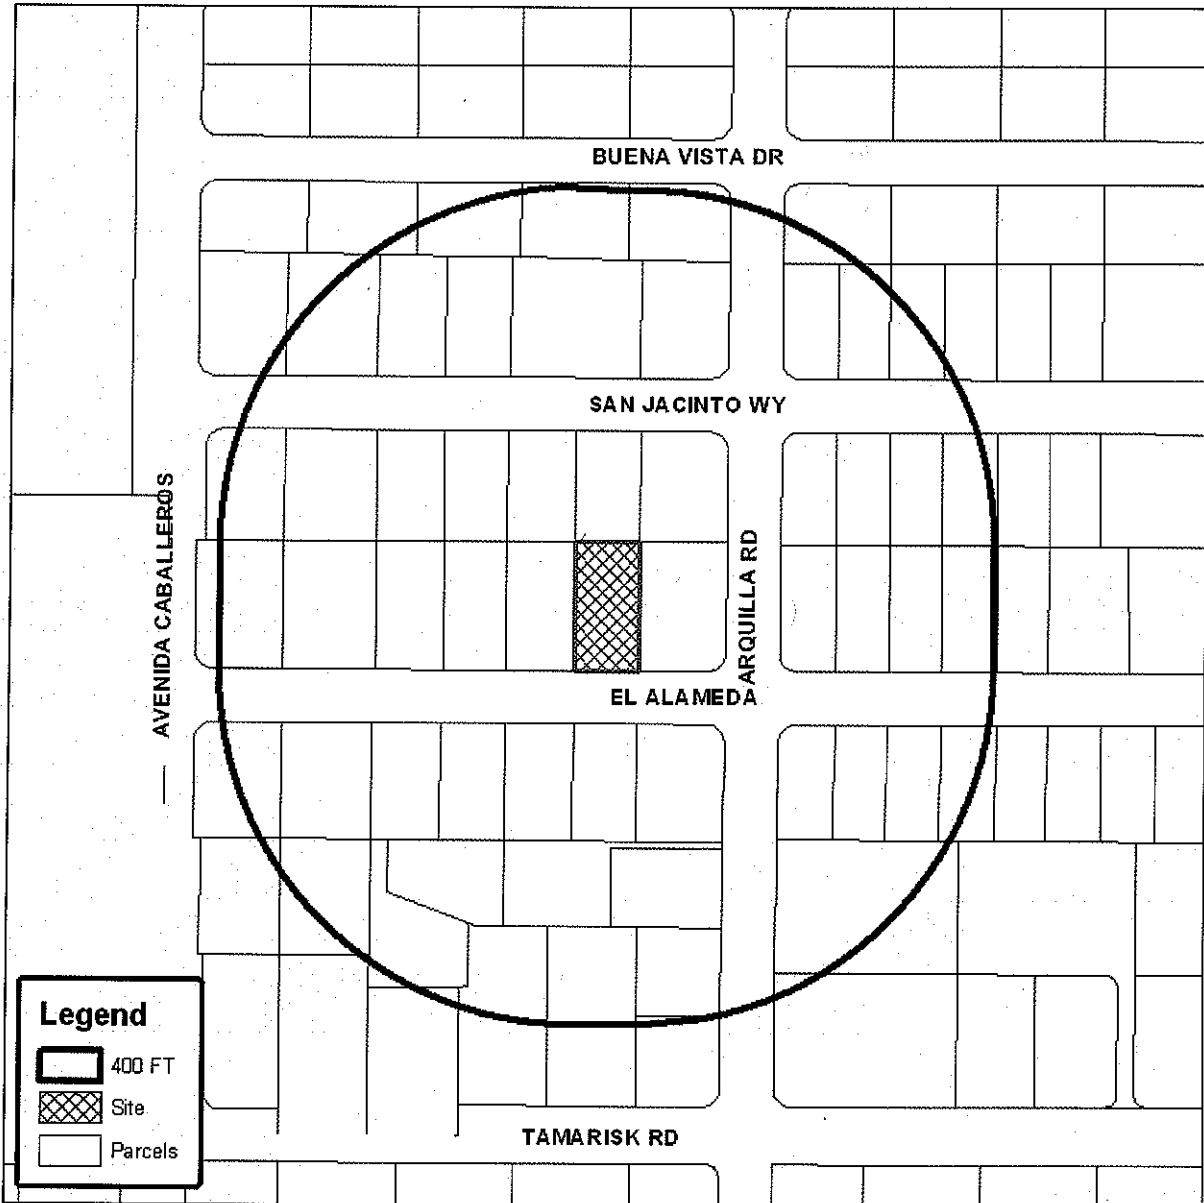 BUENA VISTA DR
SAN JACINTO WY
AVENIDA CABALLEROS
ARQUILLA RD
EL ALAMEDA
Legend
400 FT
Site
Parcels
TAMARISK RD